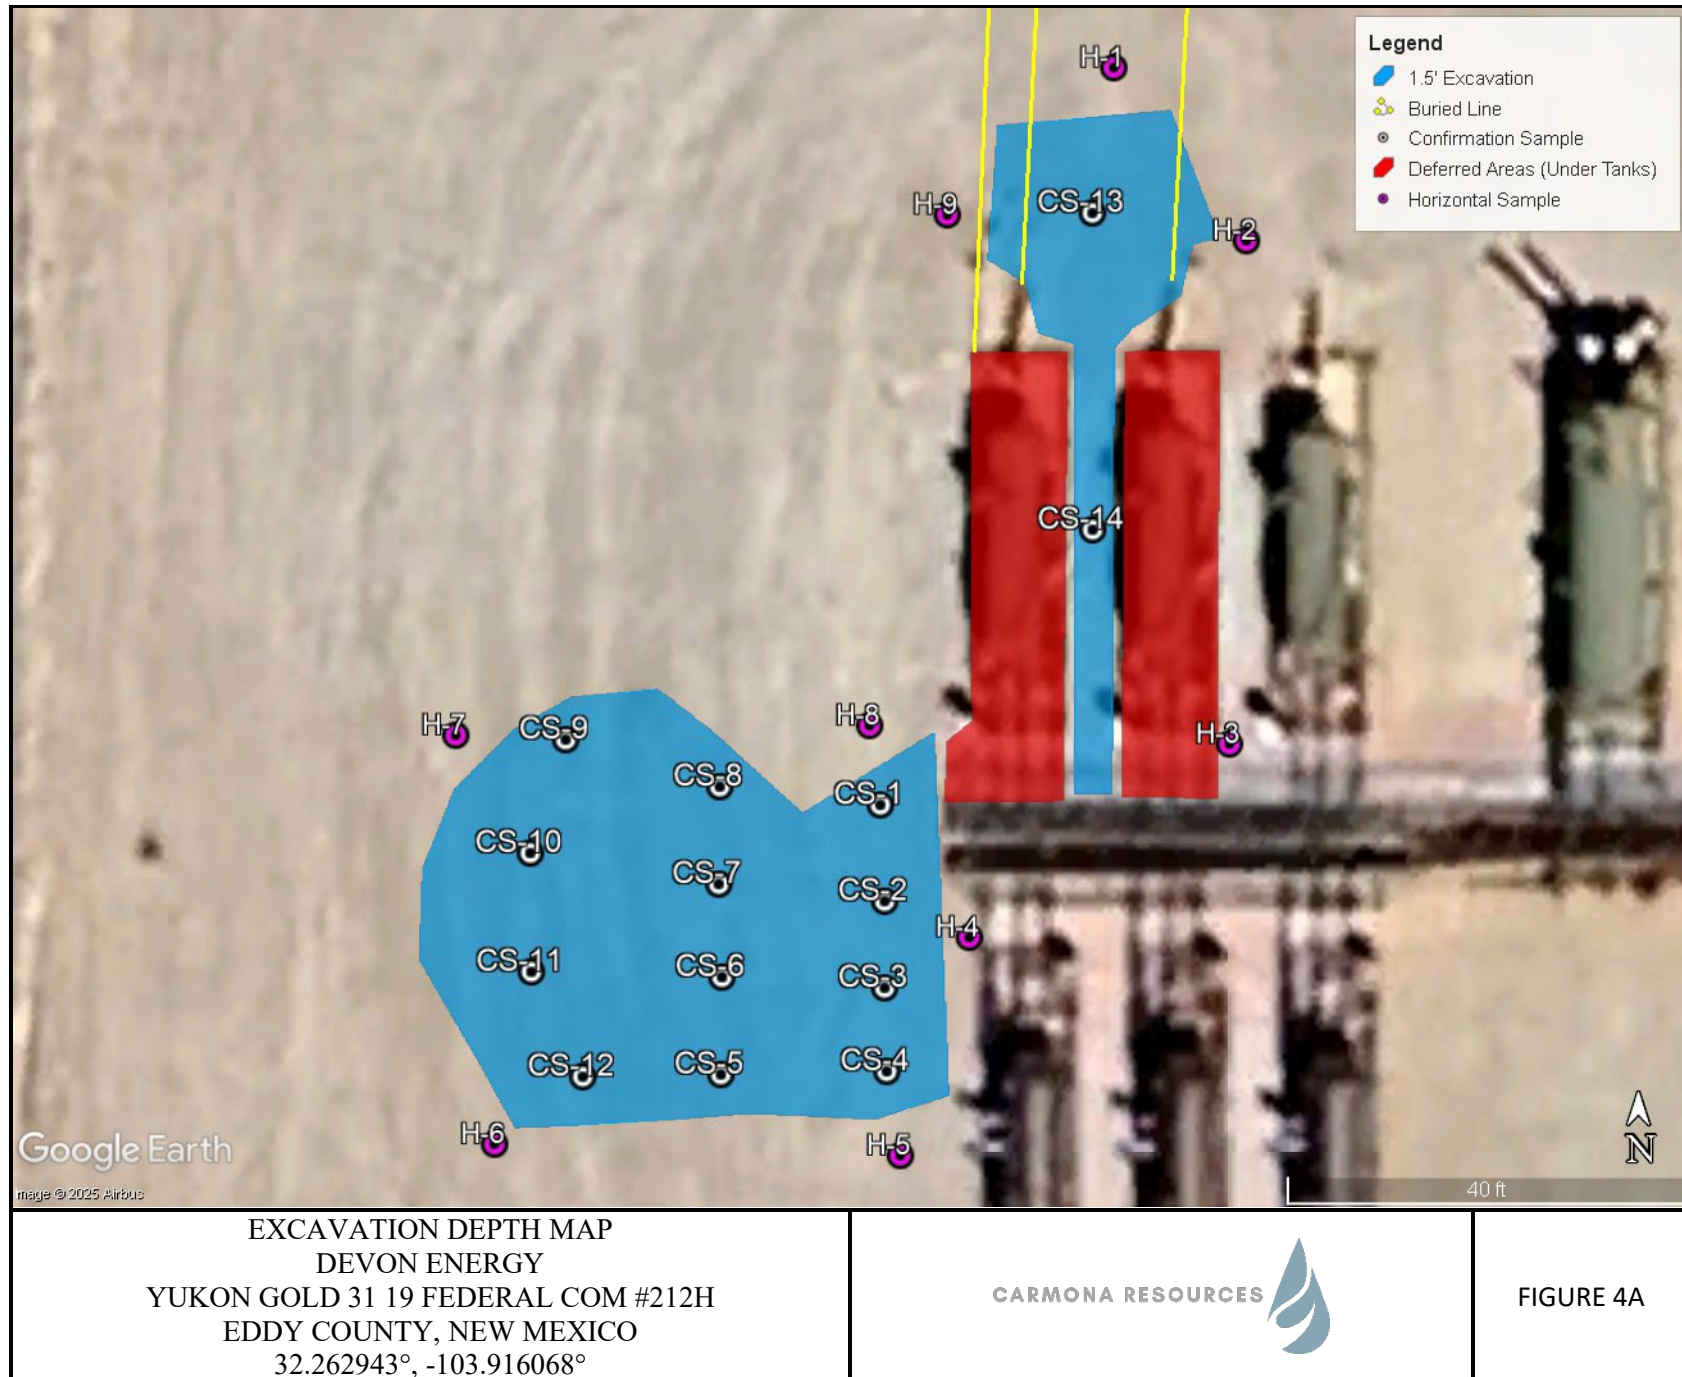 Legend
1.5' Excavation
Buried Line
Confirmation Sample
Deferred Areas (Under Tanks)
Horizontal Sample
H-1
CS-13
H-9
H-2
CS-14
H-7
CS-9
H-8
H-3
CS-8
CS-1
CS-10
CS-7
CS-2
H-4
CS-11
CS-6
CS-3
CS-12
CS-5
CS-4
H-6
H-5
Google Earth
mage © 2025 Airbus
N
40 ft
EXCAVATION DEPTH MAP
DEVON ENERGY
YUKON GOLD 31 19 FEDERAL COM #212H
EDDY COUNTY, NEW MEXICO
32.262943°, -103.916068°
CARMONA RESOURCES
FIGURE 4A